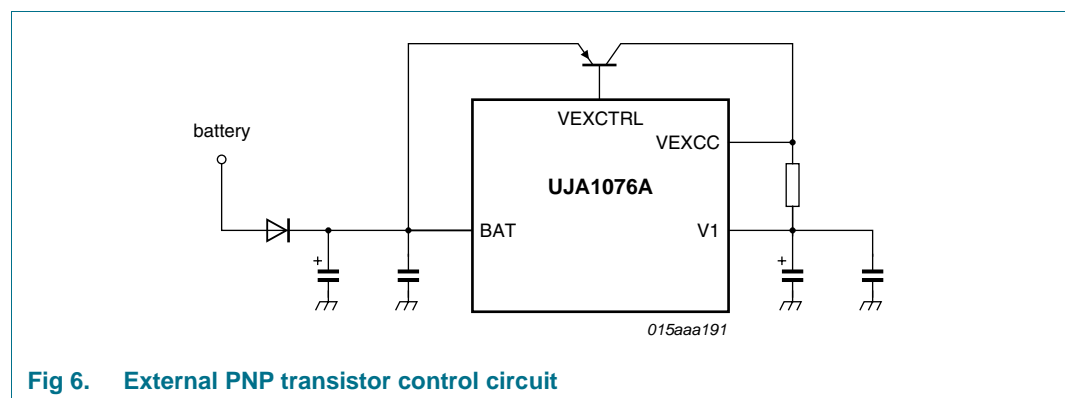 battery
VEXCTRL
VEXCC
UJA1076A
BAT
V1
+
+
015aaa191
Fig 6. External PNP transistor control circuit